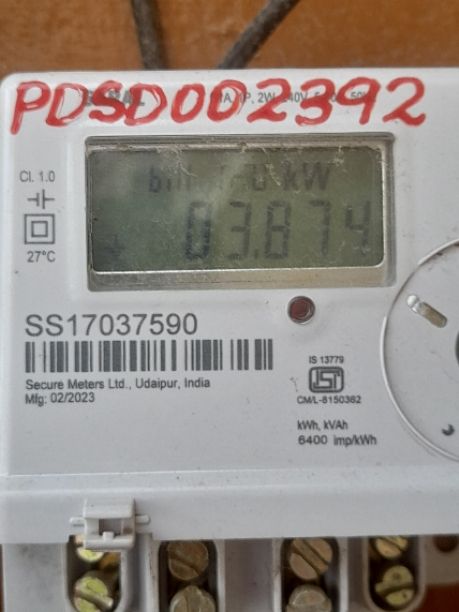 PDSD002392
kW
03.874
Cl. 1.0
27°C
SS17037590
Secure Meters Ltd., Udaipur, India
Mfg: 02/2023
IS 13779
CM/L-8150362
kWh, kVAh
6400 imp/kWh